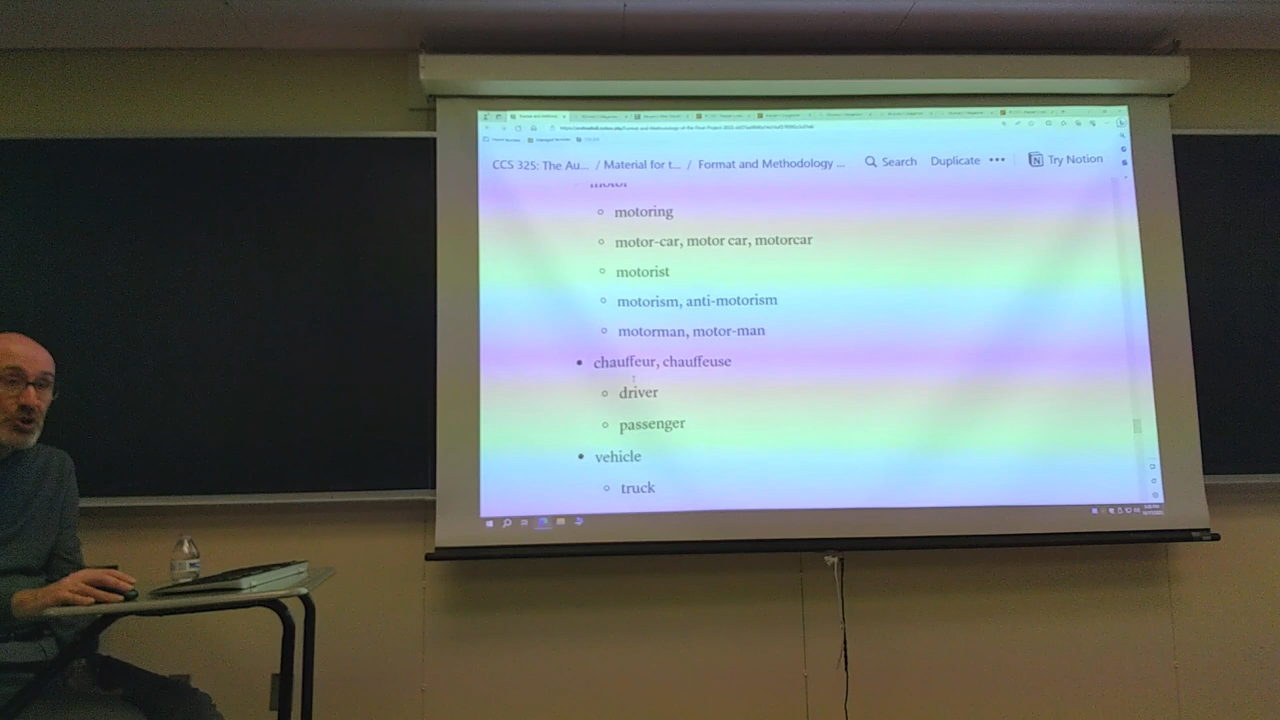 CCS 325: The Au... / Material for t... / Format and Methodology ... Search Duplicate ••• Try Notion
motor
motoring
motor-car, motor car, motorcar
motorist
motorism, anti-motorism
motorman, motor-man
chauffeur, chauffeuse
driver
passenger
vehicle
truck